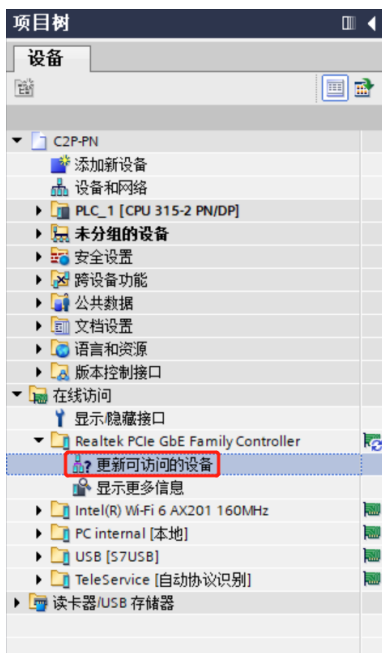 项目树
设备
C2P-PN
添加新设备
设备和网络
PLC_1 [CPU 315-2 PN/DP]
未分组的设备
安全设置
跨设备功能
公共数据
文档设置
语言和资源
版本控制接口
在线访问
显示/隐藏接口
Realtek PCIe GbE Family Controller
更新可访问的设备
显示更多信息
Intel(R) Wi-Fi 6 AX201 160MHz
PC internal [本地]
USB [S7USB]
TeleService [自动协议识别]
读卡器/USB 存储器